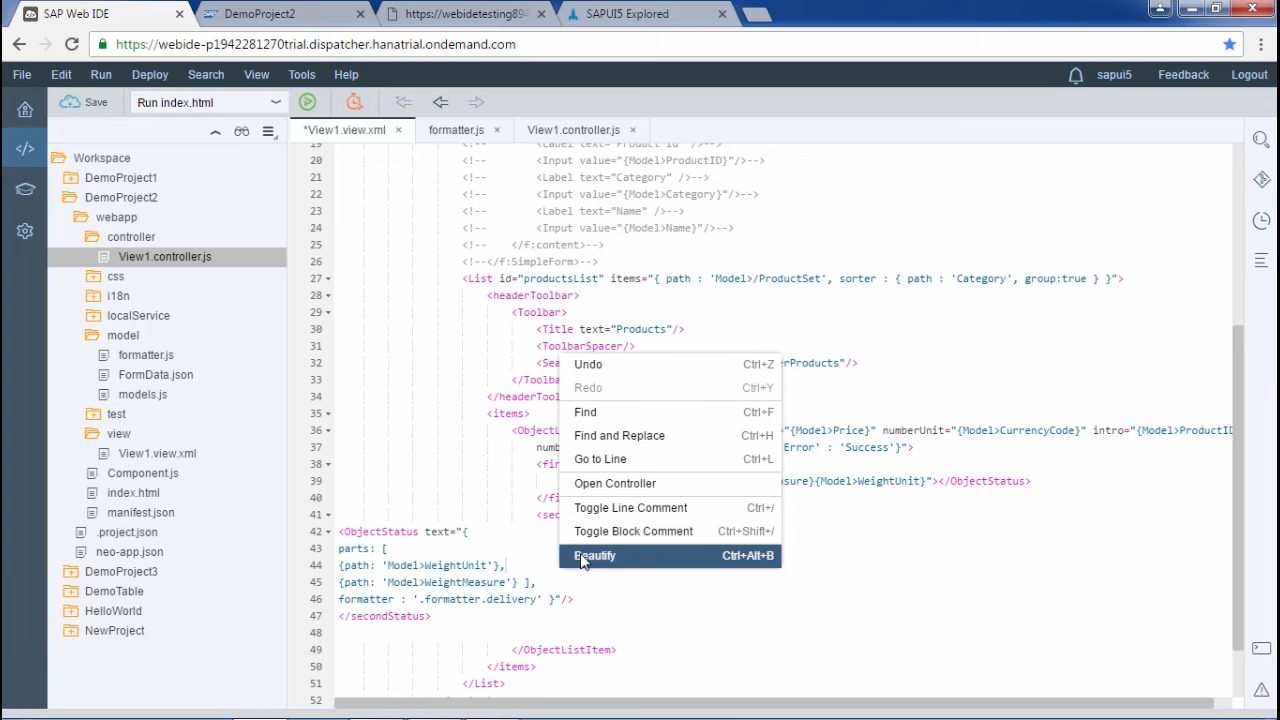 SAP Web IDE
DemoProject2
https://webidetesting894
SAPUI5 Explored
https://webide-p1942281270trial.dispatcher.hanatrial.ondemand.com
File Edit Run Deploy Search View Tools Help
sapui5 Feedback Logout
Save
Run index.html
*View1.view.xml
formatter.js
View1.controller.js
Workspace
DemoProject1
DemoProject2
webapp
controller
View1.controller.js
css
i18n
localService
model
formatter.js
FormData.json
models.js
test
view
View1.view.xml
Component.js
index.html
manifest.json
.project.json
neo-app.json
DemoProject3
DemoTable
HelloWorld
NewProject
19 <!-- <Label text="Product Id" />-->
20 <!-- <Input value="{Model>ProductID}"/>-->
21 <!-- <Label text="Category" />-->
22 <!-- <Input value="{Model>Category}"/>-->
23 <!-- <Label text="Name" />-->
24 <!-- <Input value="{Model>Name}"/>-->
25 <!-- </f:content>-->
26 <!--</f:SimpleForm>-->
27 <List id="productsList" items="{ path : 'Model>/ProductSet', sorter : { path : 'Category', group:true } }">
28 <headerToolbar>
29 <Toolbar>
30 <Title text="Products"/>
31 <ToolbarSpacer/>
32 <Sea erProducts"/>
33 </Toolba
34 </headerTool
35 <items>
36 <ObjectL ="{Model>Price}" numberUnit="{Model>CurrencyCode}" intro="{Model>ProductID
37 numb Error' : 'Success'}">
38 <fir
39 sure}{Model>WeightUnit}"></ObjectStatus>
40 </fi
41 <sec
42 <ObjectStatus text="{
43 parts: [
44 {path: 'Model>WeightUnit'},
45 {path: 'Model>WeightMeasure'} ],
46 formatter : '.formatter.delivery' }"/>
47 </secondStatus>
48
49 </ObjectListItem>
50 </items>
51 </List>
52
Undo Ctrl+Z
Redo Ctrl+Y
Find Ctrl+F
Find and Replace Ctrl+H
Go to Line Ctrl+L
Open Controller
Toggle Line Comment Ctrl+/
Toggle Block Comment Ctrl+Shift+/
Beautify Ctrl+Alt+B